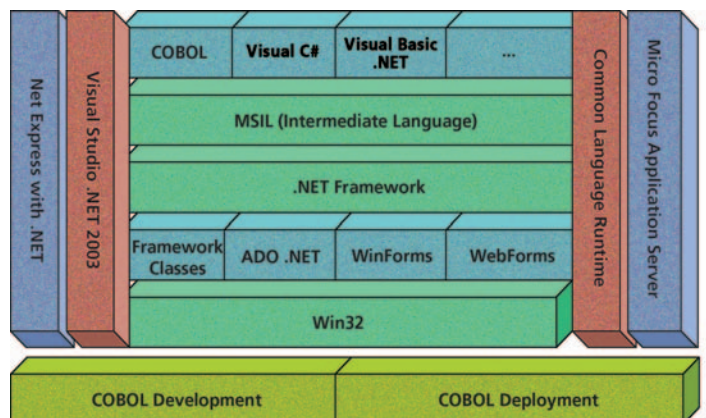 Net Express with .NET
Visual Studio .NET 2003
COBOL
Visual C#
Visual Basic
.NET
...
MSIL (Intermediate Language)
.NET Framework
Framework
Classes
ADO .NET
WinForms
WebForms
Win32
Common Language Runtime
Micro Focus Application Server
COBOL Development
COBOL Deployment